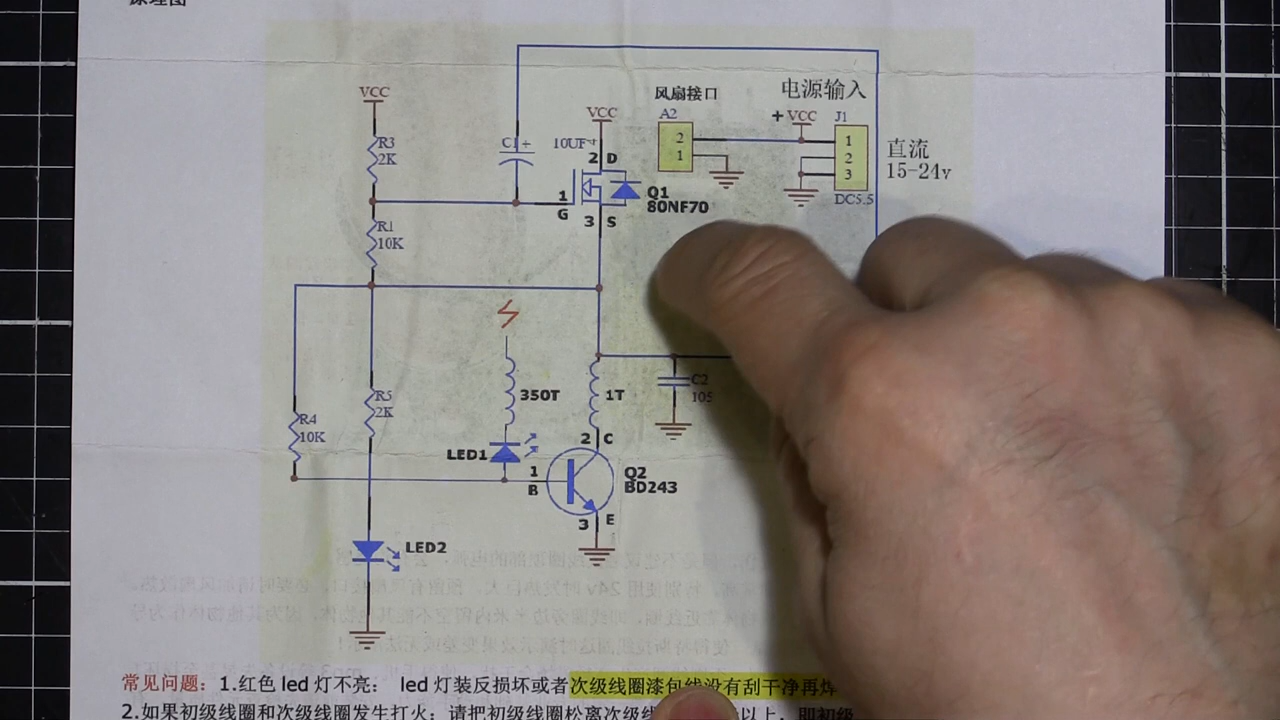 原理图
风扇接口
电源输入
VCC
VCC
A2
+VCC
J1
R3
2K
C1+
10UF
2 D
2
1
1
2
3
直流
15-24v
1
G
Q1
80NF70
DC5.5
3 S
R1
10K
350T
1T
C2
105
R5
2K
R4
10K
2 C
LED1
1
B
Q2
BD243
3 E
LED2
常见问题：1.红色 led 灯不亮： led 灯装反损坏或者次级线圈漆包线没有刮干净再焊
2.如果初级线圈和次级线圈发生打火：请把初级线圈松离次级线 以上，即初级